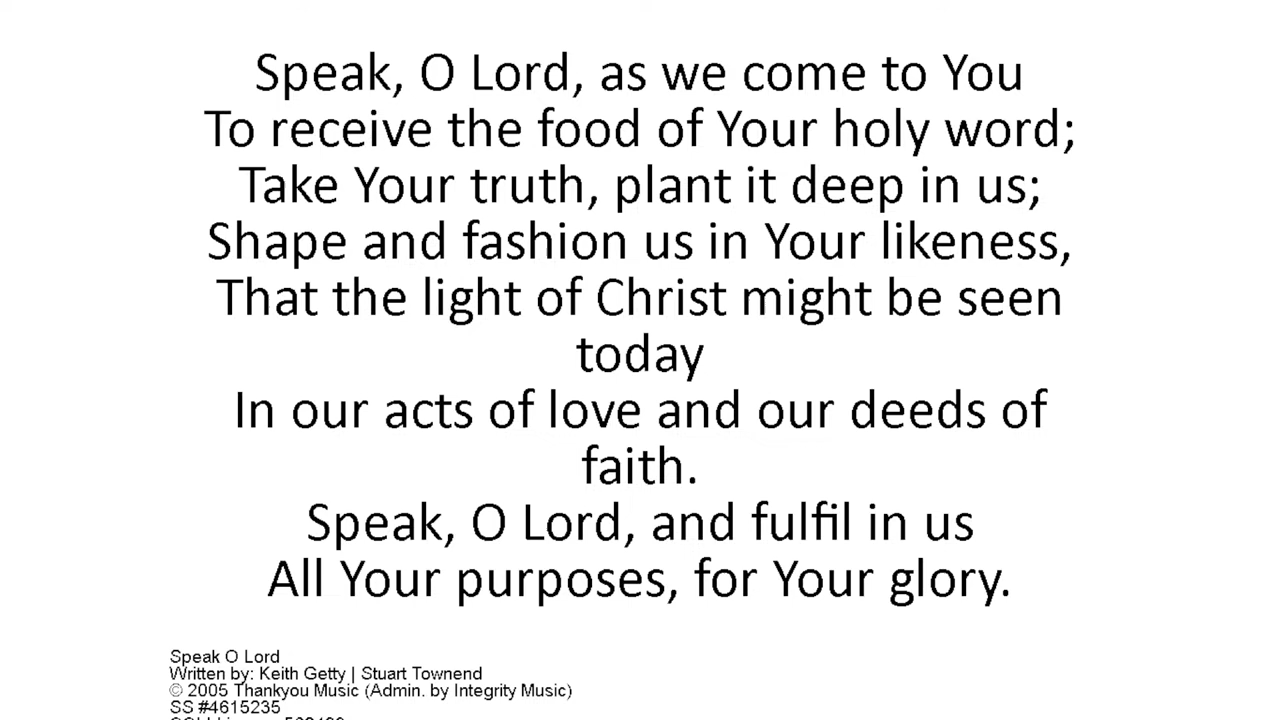 Speak, O Lord, as we come to You
To receive the food of Your holy word;
Take Your truth, plant it deep in us;
Shape and fashion us in Your likeness,
That the light of Christ might be seen
today
In our acts of love and our deeds of
faith.
Speak, O Lord, and fulfil in us
All Your purposes, for Your glory.
Speak O Lord
Written by: Keith Getty | Stuart Townend
© 2005 Thankyou Music (Admin. by Integrity Music)
SS #4615235